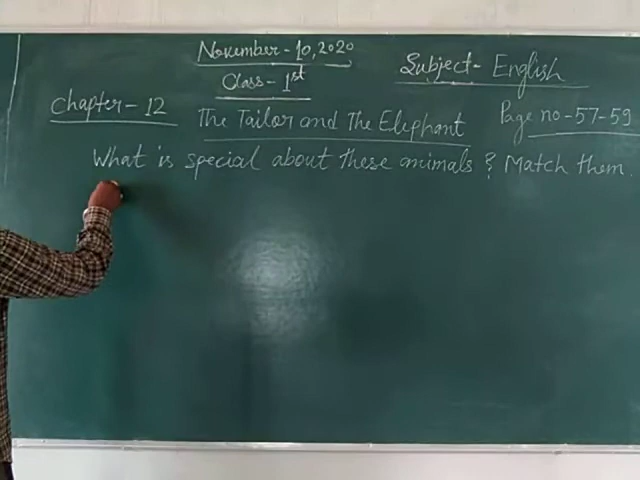 November-10,2020
Subject- English
Class- 1st
Chapter-12
The Tailor and The Elephant
Page no-57-59
What is special about these animals? Match them.